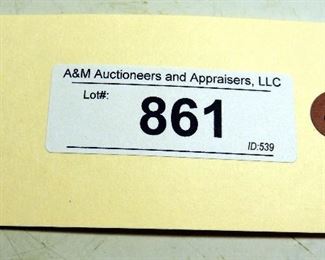 A&M Auctioneers and Appraisers, LLC
Lot#:
861
ID:539